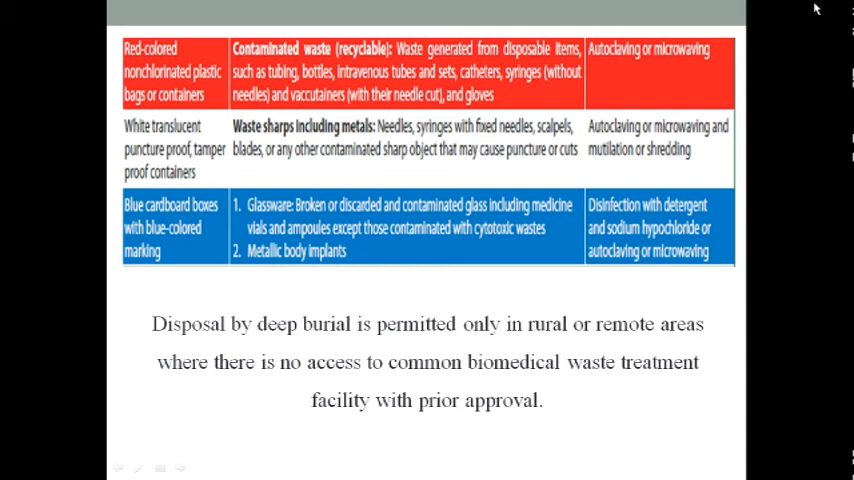 Red-colored
nonchlorinated plastic
bags or containers
Contaminated waste (recyclable): Waste generated from disposable items,
such as tubing, bottles, intravenous tubes and sets, catheters, syringes (without
needles) and vaccutainers (with their needle cut), and gloves
Autoclaving or microwaving
White translucent
puncture proof, tamper
proof containers
Waste sharps including metals: Needles, syringes with fixed needles, scalpels,
blades, or any other contaminated sharp object that may cause puncture or cuts
Autoclaving or microwaving and
mutilation or shredding
Blue cardboard boxes
with blue-colored
marking
1. Glassware: Broken or discarded and contaminated glass including medicine
vials and ampoules except those contaminated with cytotoxic wastes
2. Metallic body implants
Disinfection with detergent
and sodium hypochloride or
autoclaving or microwaving
Disposal by deep burial is permitted only in rural or remote areas
where there is no access to common biomedical waste treatment
facility with prior approval.